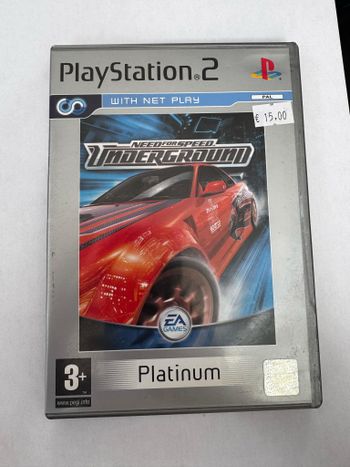 PlayStation®2
WITH NET PLAY
PAL
€ 15.00
NEED FOR SPEED
UNDERGROUND
EA
GAMES
3+
www.pegi.info
Platinum